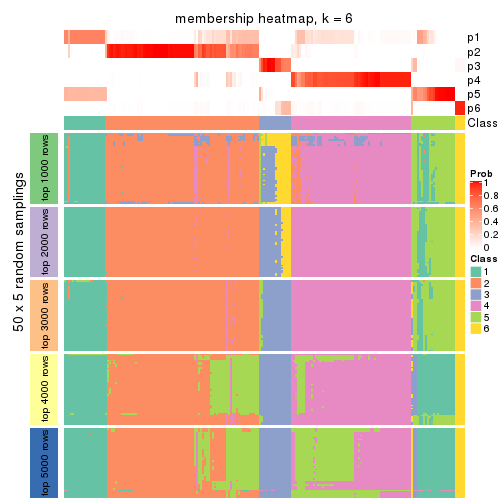 membership heatmap, k = 6
p1
p2
p3
p4
p5
p6
Class
50 x 5 random samplings
top 1000 rows
top 2000 rows
top 3000 rows
top 4000 rows
top 5000 rows
Prob
1
0.8
0.6
0.4
0.2
0
Class
1
2
3
4
5
6